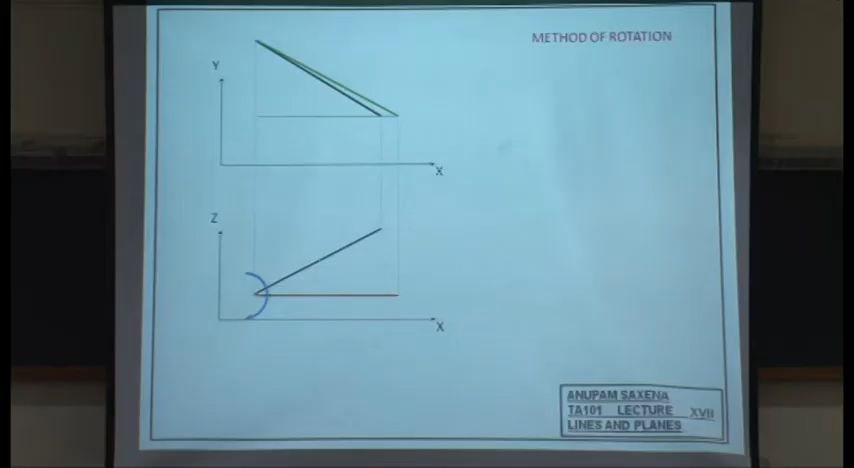 METHOD OF ROTATION
Y
X
Z
X
ANUPAM SAXENA
TA101 LECTURE XVII
LINES AND PLANES